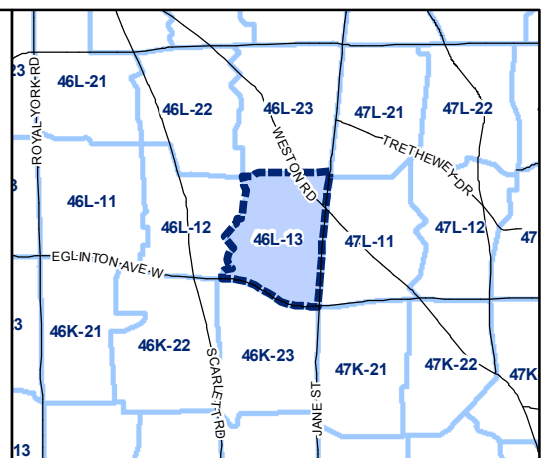 23
ROYAL YORK RD
46L-21
46L-22
46L-23
47L-21
47L-22
WESTON RD
TRETHEWEY DR
3
46L-11
46L-12
46L-13
47L-11
47L-12
47
EGLINTON AVE W
3
46K-21
46K-22
46K-23
47K-21
47K-22
47K
SCARLETT RD
JANE ST
13